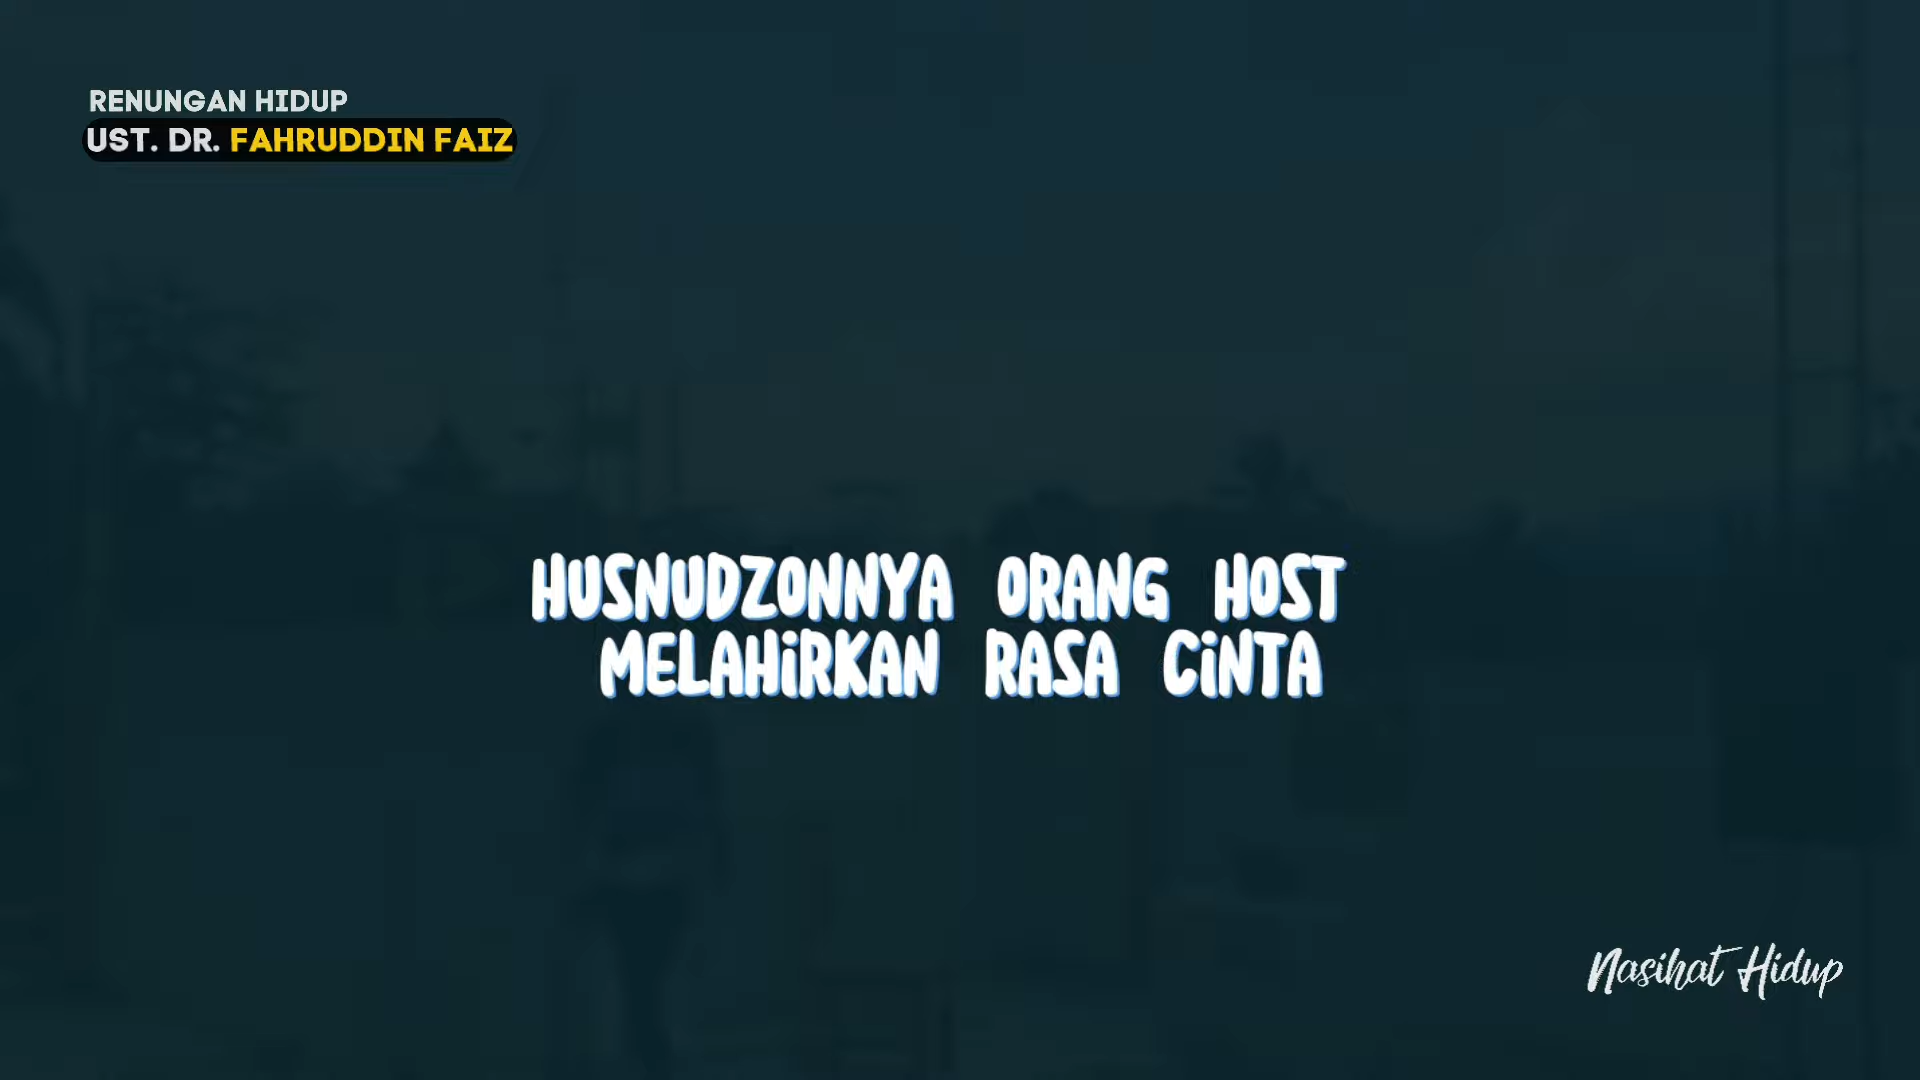 RENUNGAN HIDUP
UST. DR. FAHRUDDIN FAIZ
HUSNUDZONNYA ORANG HOST
MELAHiRKAN RASA CiNTA
Nasihat Hidup